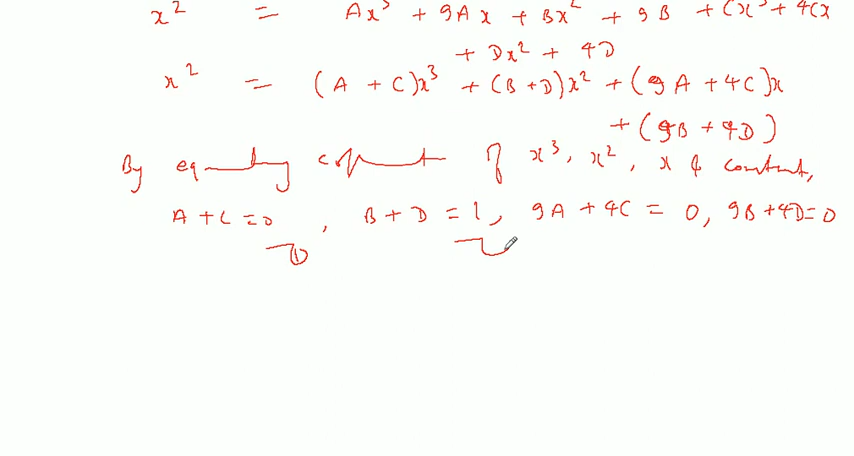 x² = Ax³ + 9Ax + Bx² + 9B + Cx³ + 4Cx
+ Dx² + 4D
x² = (A + C)x³ + (B + D)x² + (9A + 4C)x
+ (9B + 4D)
By equating coefficient of x³, x², x & constant,
A + C = 0, B + D = 1, 9A + 4C = 0, 9B + 4D = 0
①